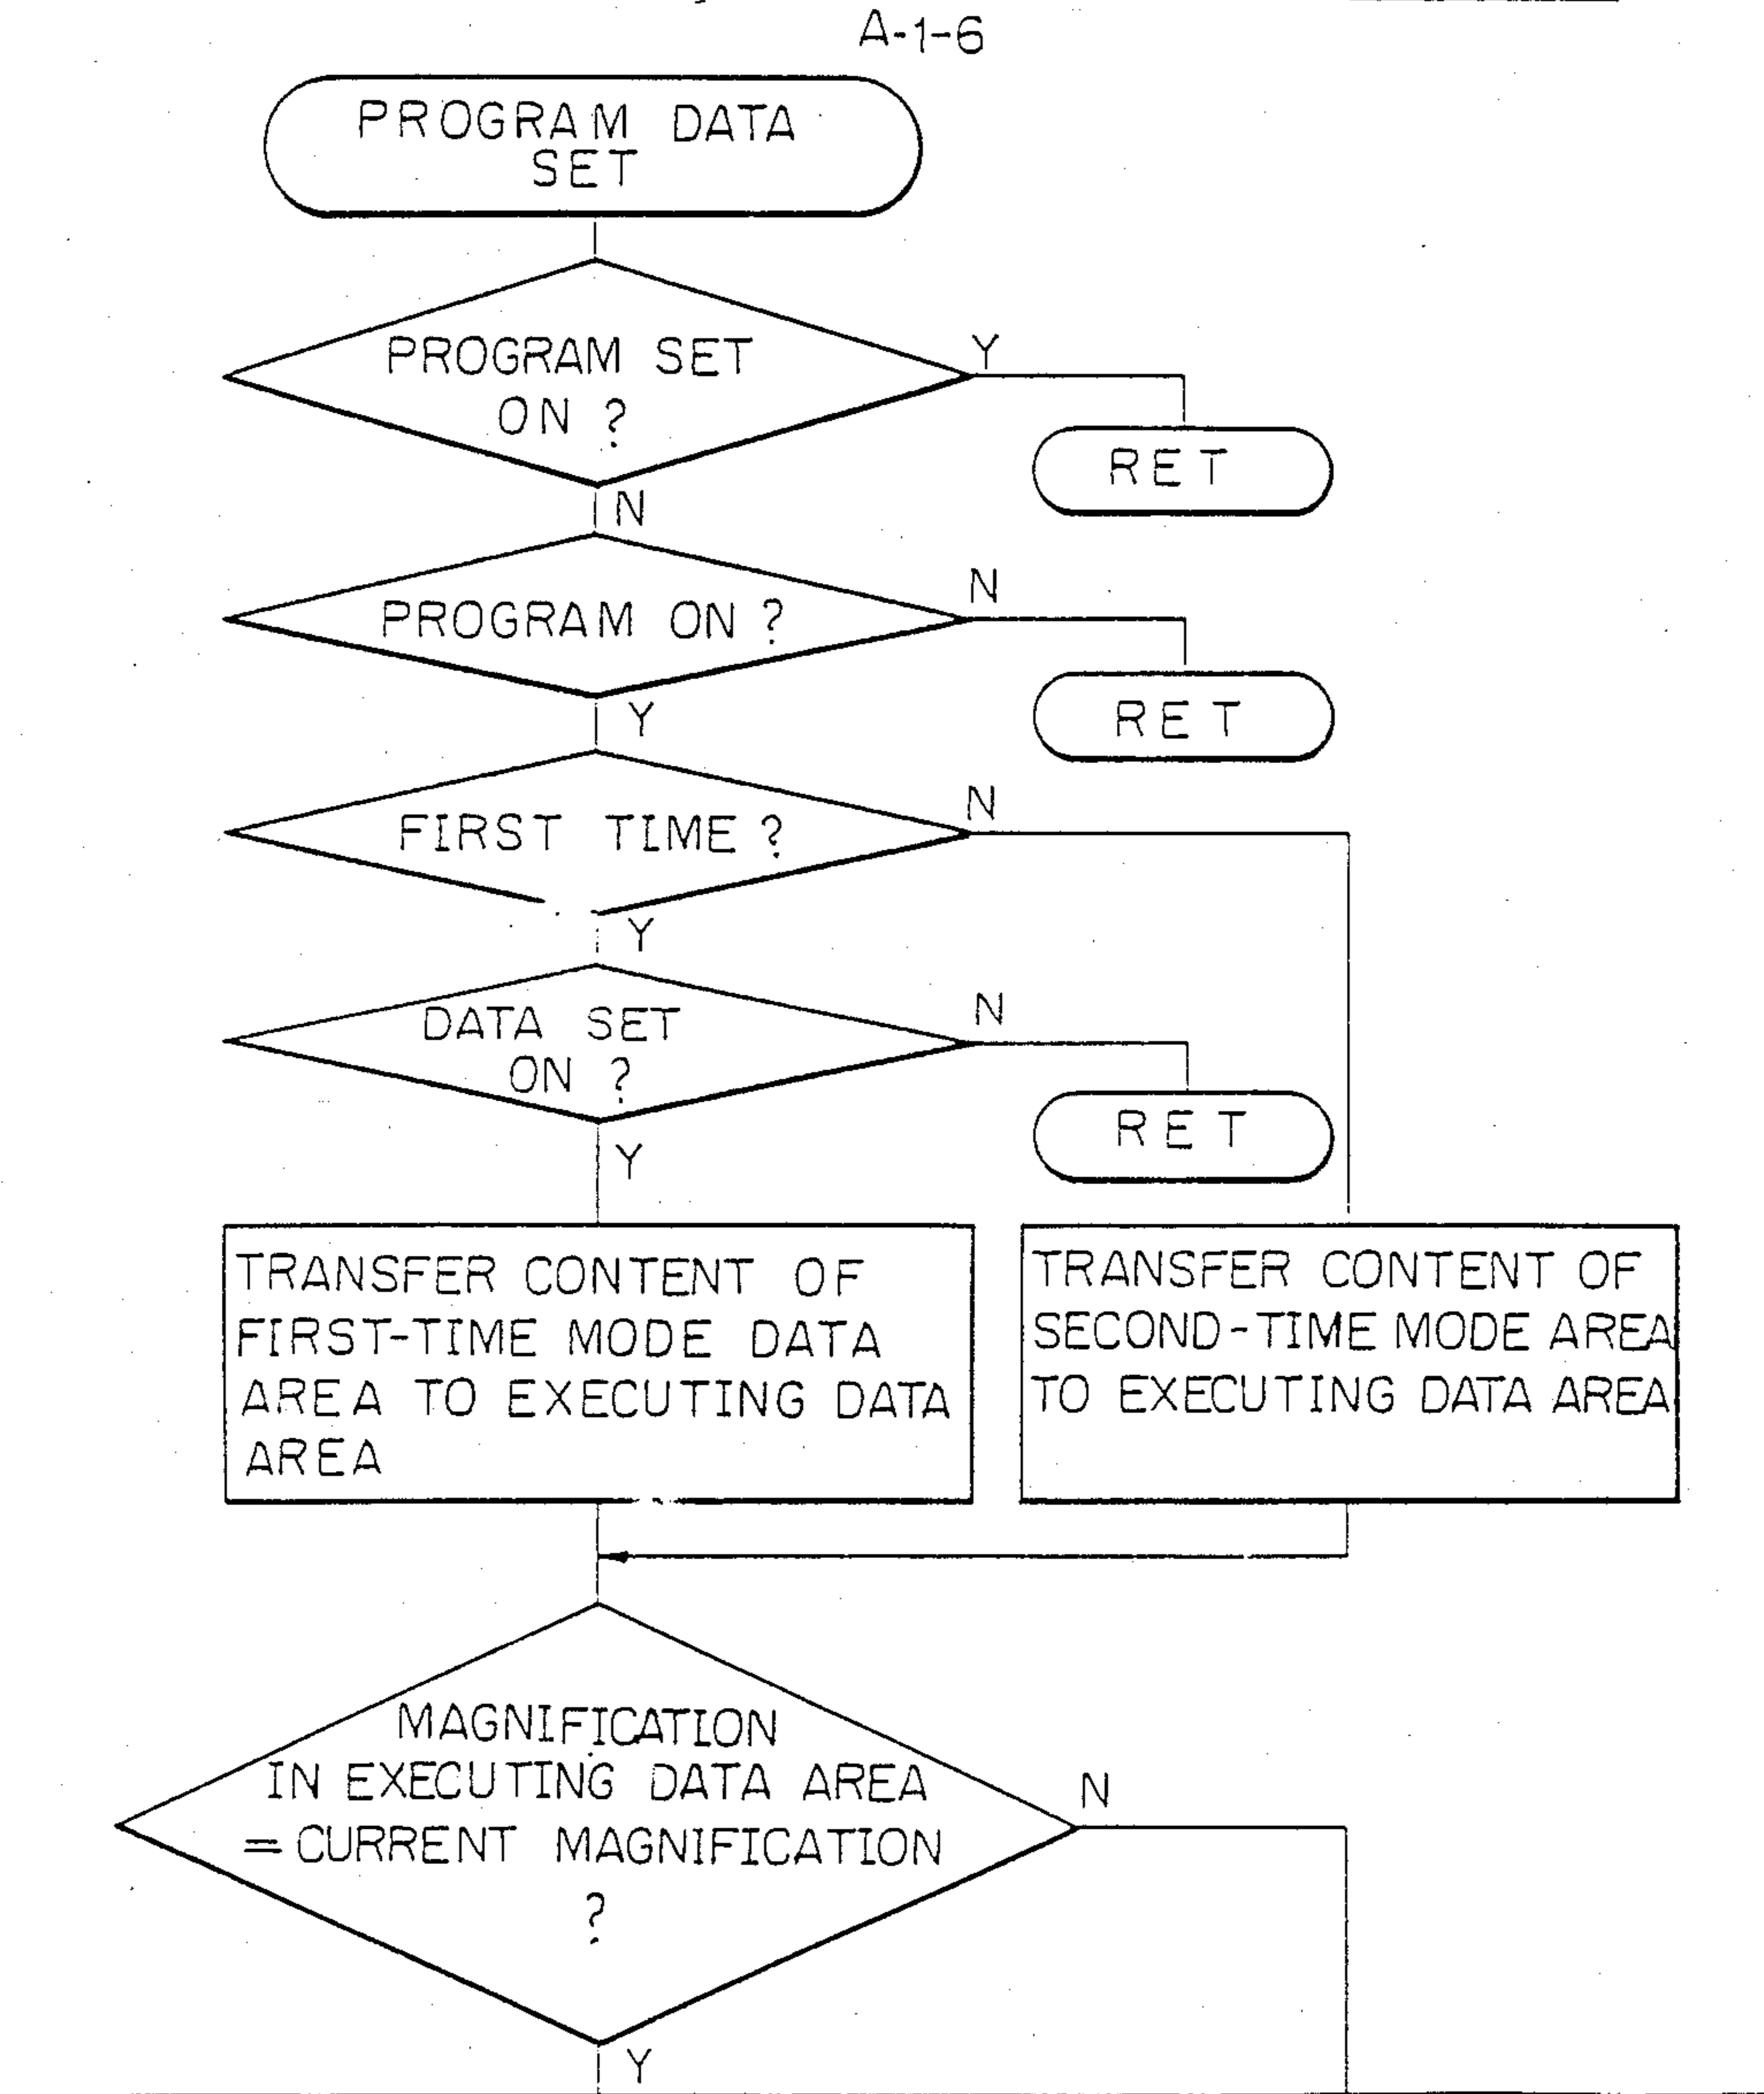 A-1-6
PROGRAM DATA
SET
PROGRAM SET
ON ?
Y
RET
N
PROGRAM ON ?
N
RET
Y
FIRST TIME ?
N
Y
DATA SET
ON ?
N
RET
Y
TRANSFER CONTENT OF
FIRST-TIME MODE DATA
AREA TO EXECUTING DATA
AREA
TRANSFER CONTENT OF
SECOND-TIME MODE AREA
TO EXECUTING DATA AREA
MAGNIFICATION
IN EXECUTING DATA AREA
= CURRENT MAGNIFICATION
?
N
Y